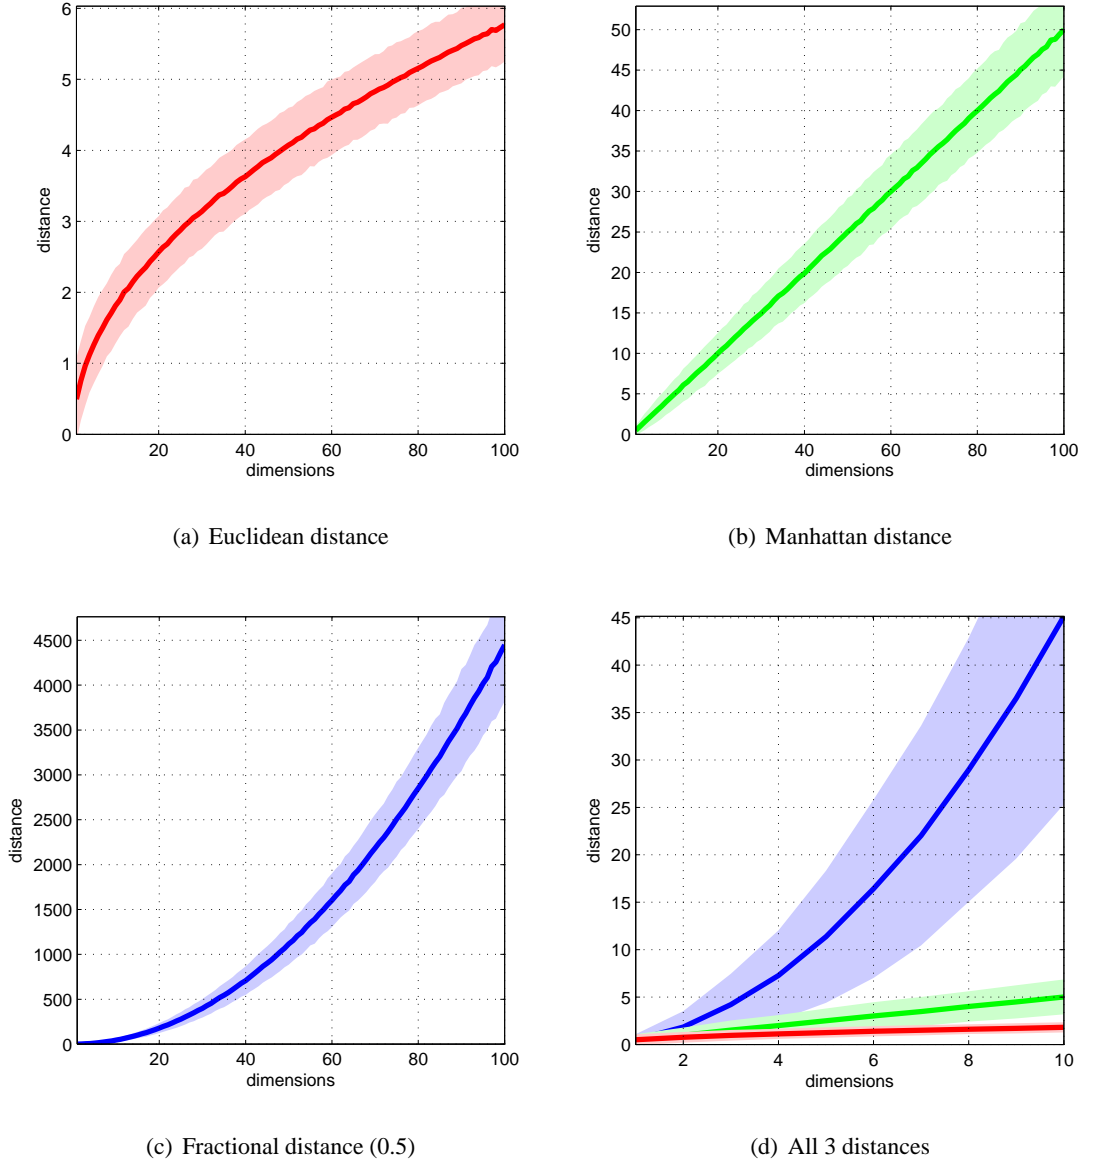 6
5
4
3
2
1
0
distance
20 40 60 80 100
dimensions
(a) Euclidean distance
50
45
40
35
30
25
20
15
10
5
0
distance
20 40 60 80 100
dimensions
(b) Manhattan distance
4500
4000
3500
3000
2500
2000
1500
1000
500
0
distance
20 40 60 80 100
dimensions
(c) Fractional distance (0.5)
45
40
35
30
25
20
15
10
5
0
distance
2 4 6 8 10
dimensions
(d) All 3 distances